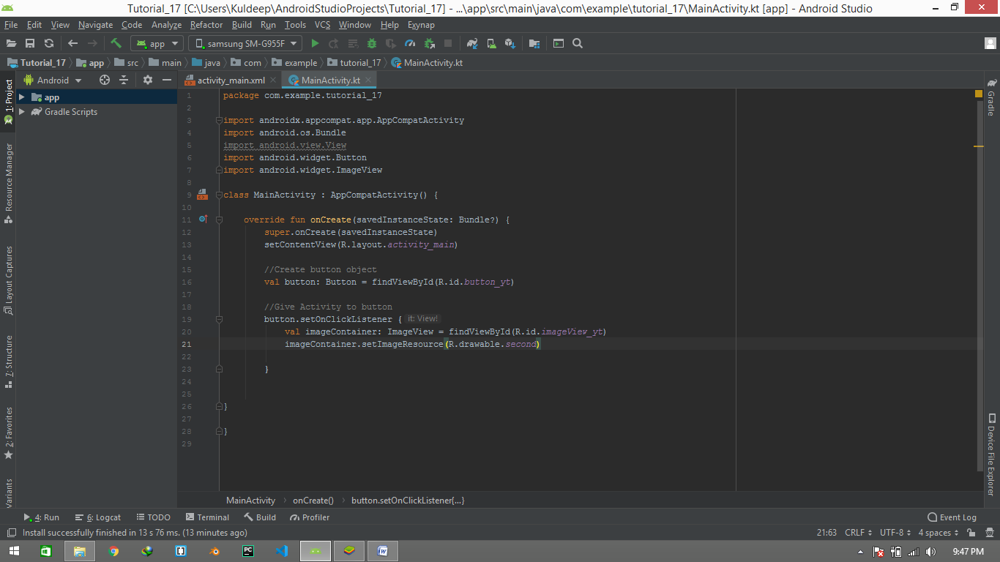 Tutorial_17 [C:\Users\Kuldeep\AndroidStudioProjects\Tutorial_17] - ...\app\src\main\java\com\example\tutorial_17\MainActivity.kt [app] - Android Studio
File Edit View Navigate Code Analyze Refactor Build Run Tools VCS Window Help Exynap
app samsung SM-G955F
Tutorial_17 app src main java com example tutorial_17 MainActivity.kt
Android activity_main.xml MainActivity.kt
1: Project
Resource Manager
Layout Captures
7: Structure
2: Favorites
Variants
app
Gradle Scripts
1 package com.example.tutorial_17
2
3 import androidx.appcompat.app.AppCompatActivity
4 import android.os.Bundle
5 import android.view.View
6 import android.widget.Button
7 import android.widget.ImageView
8
9 class MainActivity : AppCompatActivity() {
10
11 override fun onCreate(savedInstanceState: Bundle?) {
12 super.onCreate(savedInstanceState)
13 setContentView(R.layout.activity_main)
14
15 //Create button object
16 val button: Button = findViewById(R.id.button_yt)
17
18 //Give Activity to button
19 button.setOnClickListener { it: View!
20 val imageContainer: ImageView = findViewById(R.id.imageView_yt)
21 imageContainer.setImageResource(R.drawable.second)
22
23 }
24
25
26 }
27
28 }
29
Gradle
Device File Explorer
MainActivity onCreate() button.setOnClickListener{...}
4: Run 6: Logcat TODO Terminal Build Profiler Event Log
Install successfully finished in 13 s 76 ms. (13 minutes ago) 21:63 CRLF UTF-8 4 spaces
PC W 9:47 PM